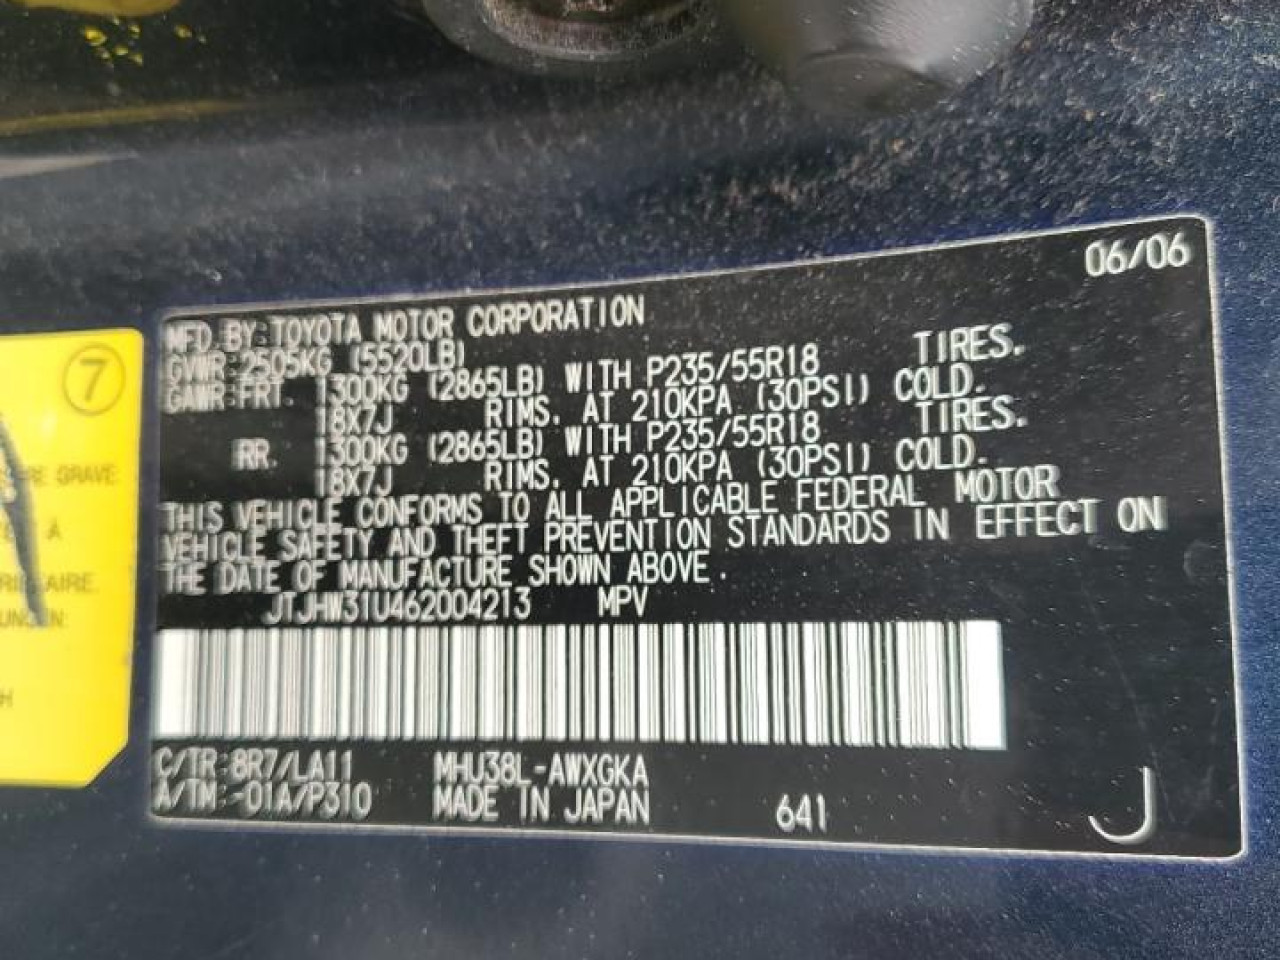 06/06
MFD. BY: TOYOTA MOTOR CORPORATION
GVWR: 2505KG (5520LB)
GAWR: FRT. 1300KG (2865LB) WITH P235/55R18 TIRES.
18X7J RIMS. AT 210KPA (30PSI) COLD.
RR. 1300KG (2865LB) WITH P235/55R18 TIRES.
18X7J RIMS. AT 210KPA (30PSI) COLD.
THIS VEHICLE CONFORMS TO ALL APPLICABLE FEDERAL MOTOR
VEHICLE SAFETY AND THEFT PREVENTION STANDARDS IN EFFECT ON
THE DATE OF MANUFACTURE SHOWN ABOVE.
JTJHW31U462004213 MPV
C/TR: 8R7/LA11 MHU38L-AWXGKA
A/TM: -01A/P310 MADE IN JAPAN 641 J
7
GRAVE
A
AIRE.
H